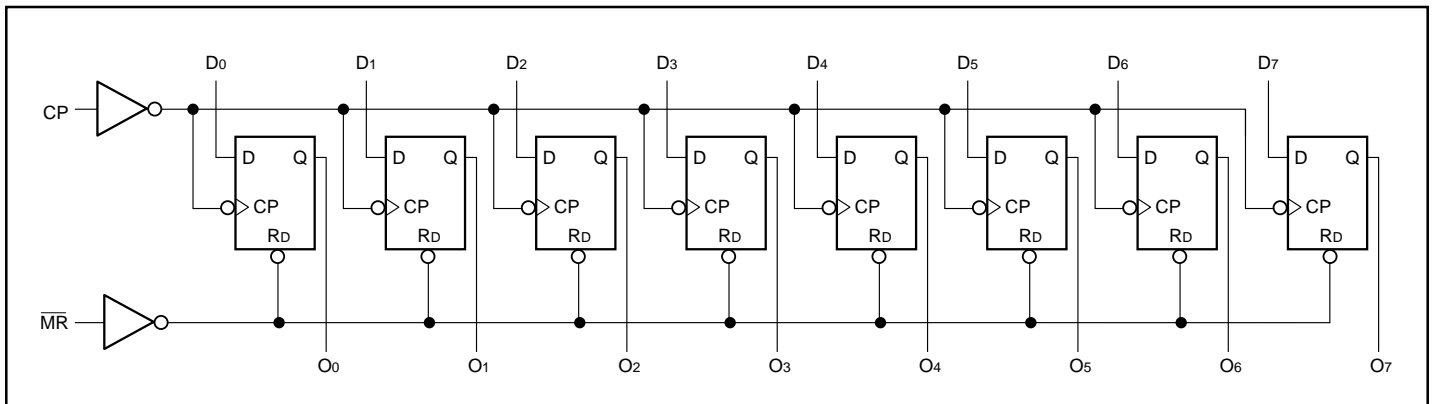 D0 D1 D2 D3 D4 D5 D6 D7
CP
D Q D Q D Q D Q D Q D Q D Q D Q
CP CP CP CP CP CP CP CP
RD RD RD RD RD RD RD RD
M̅R̅
O0 O1 O2 O3 O4 O5 O6 O7